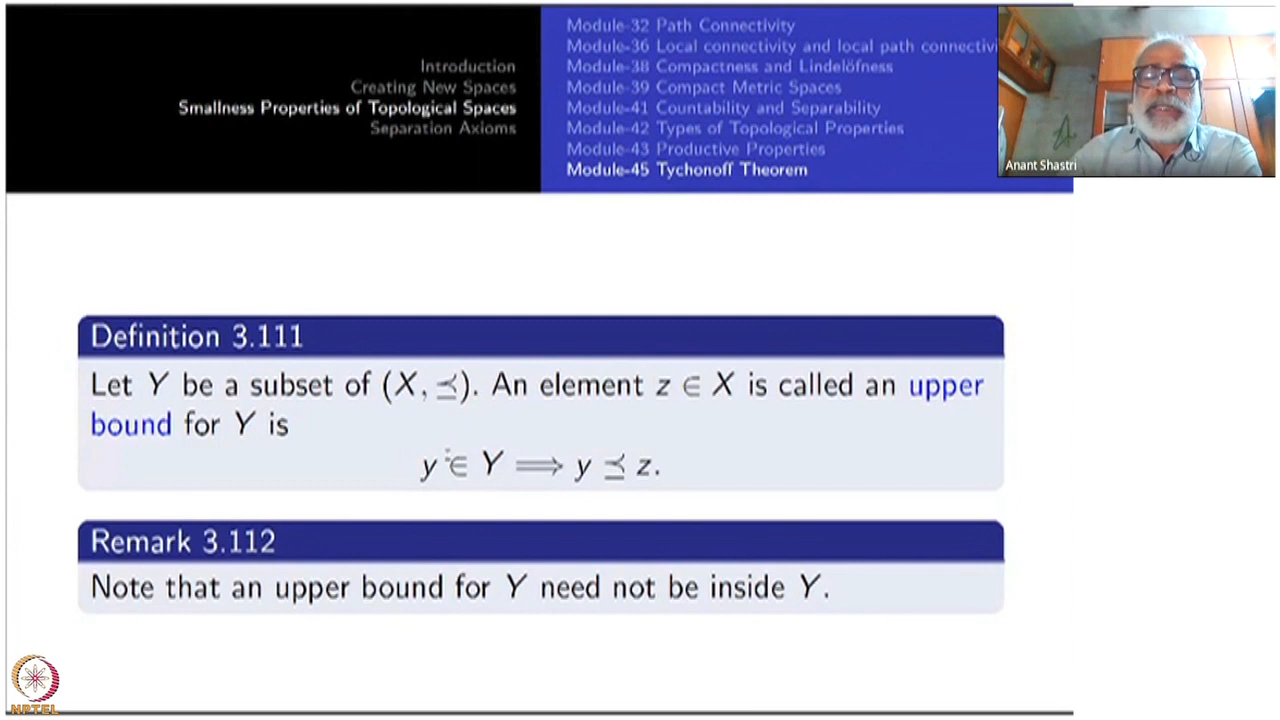 Introduction
Creating New Spaces
Smallness Properties of Topological Spaces
Separation Axioms
Module-32 Path Connectivity
Module-36 Local connectivity and local path connectivi
Module-38 Compactness and Lindelöfness
Module-39 Compact Metric Spaces
Module-41 Countability and Separability
Module-42 Types of Topological Properties
Module-43 Productive Properties
Module-45 Tychonoff Theorem
Anant Shastri
Definition 3.111
Let Y be a subset of (X, ⪯). An element z ∈ X is called an upper
bound for Y is
y ∈ Y ⟹ y ⪯ z.
Remark 3.112
Note that an upper bound for Y need not be inside Y.
NPTEL